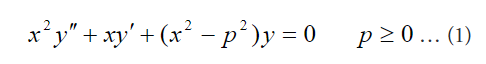 x²y″ + xy′ + (x² − p²)y = 0 p ≥ 0 … (1)